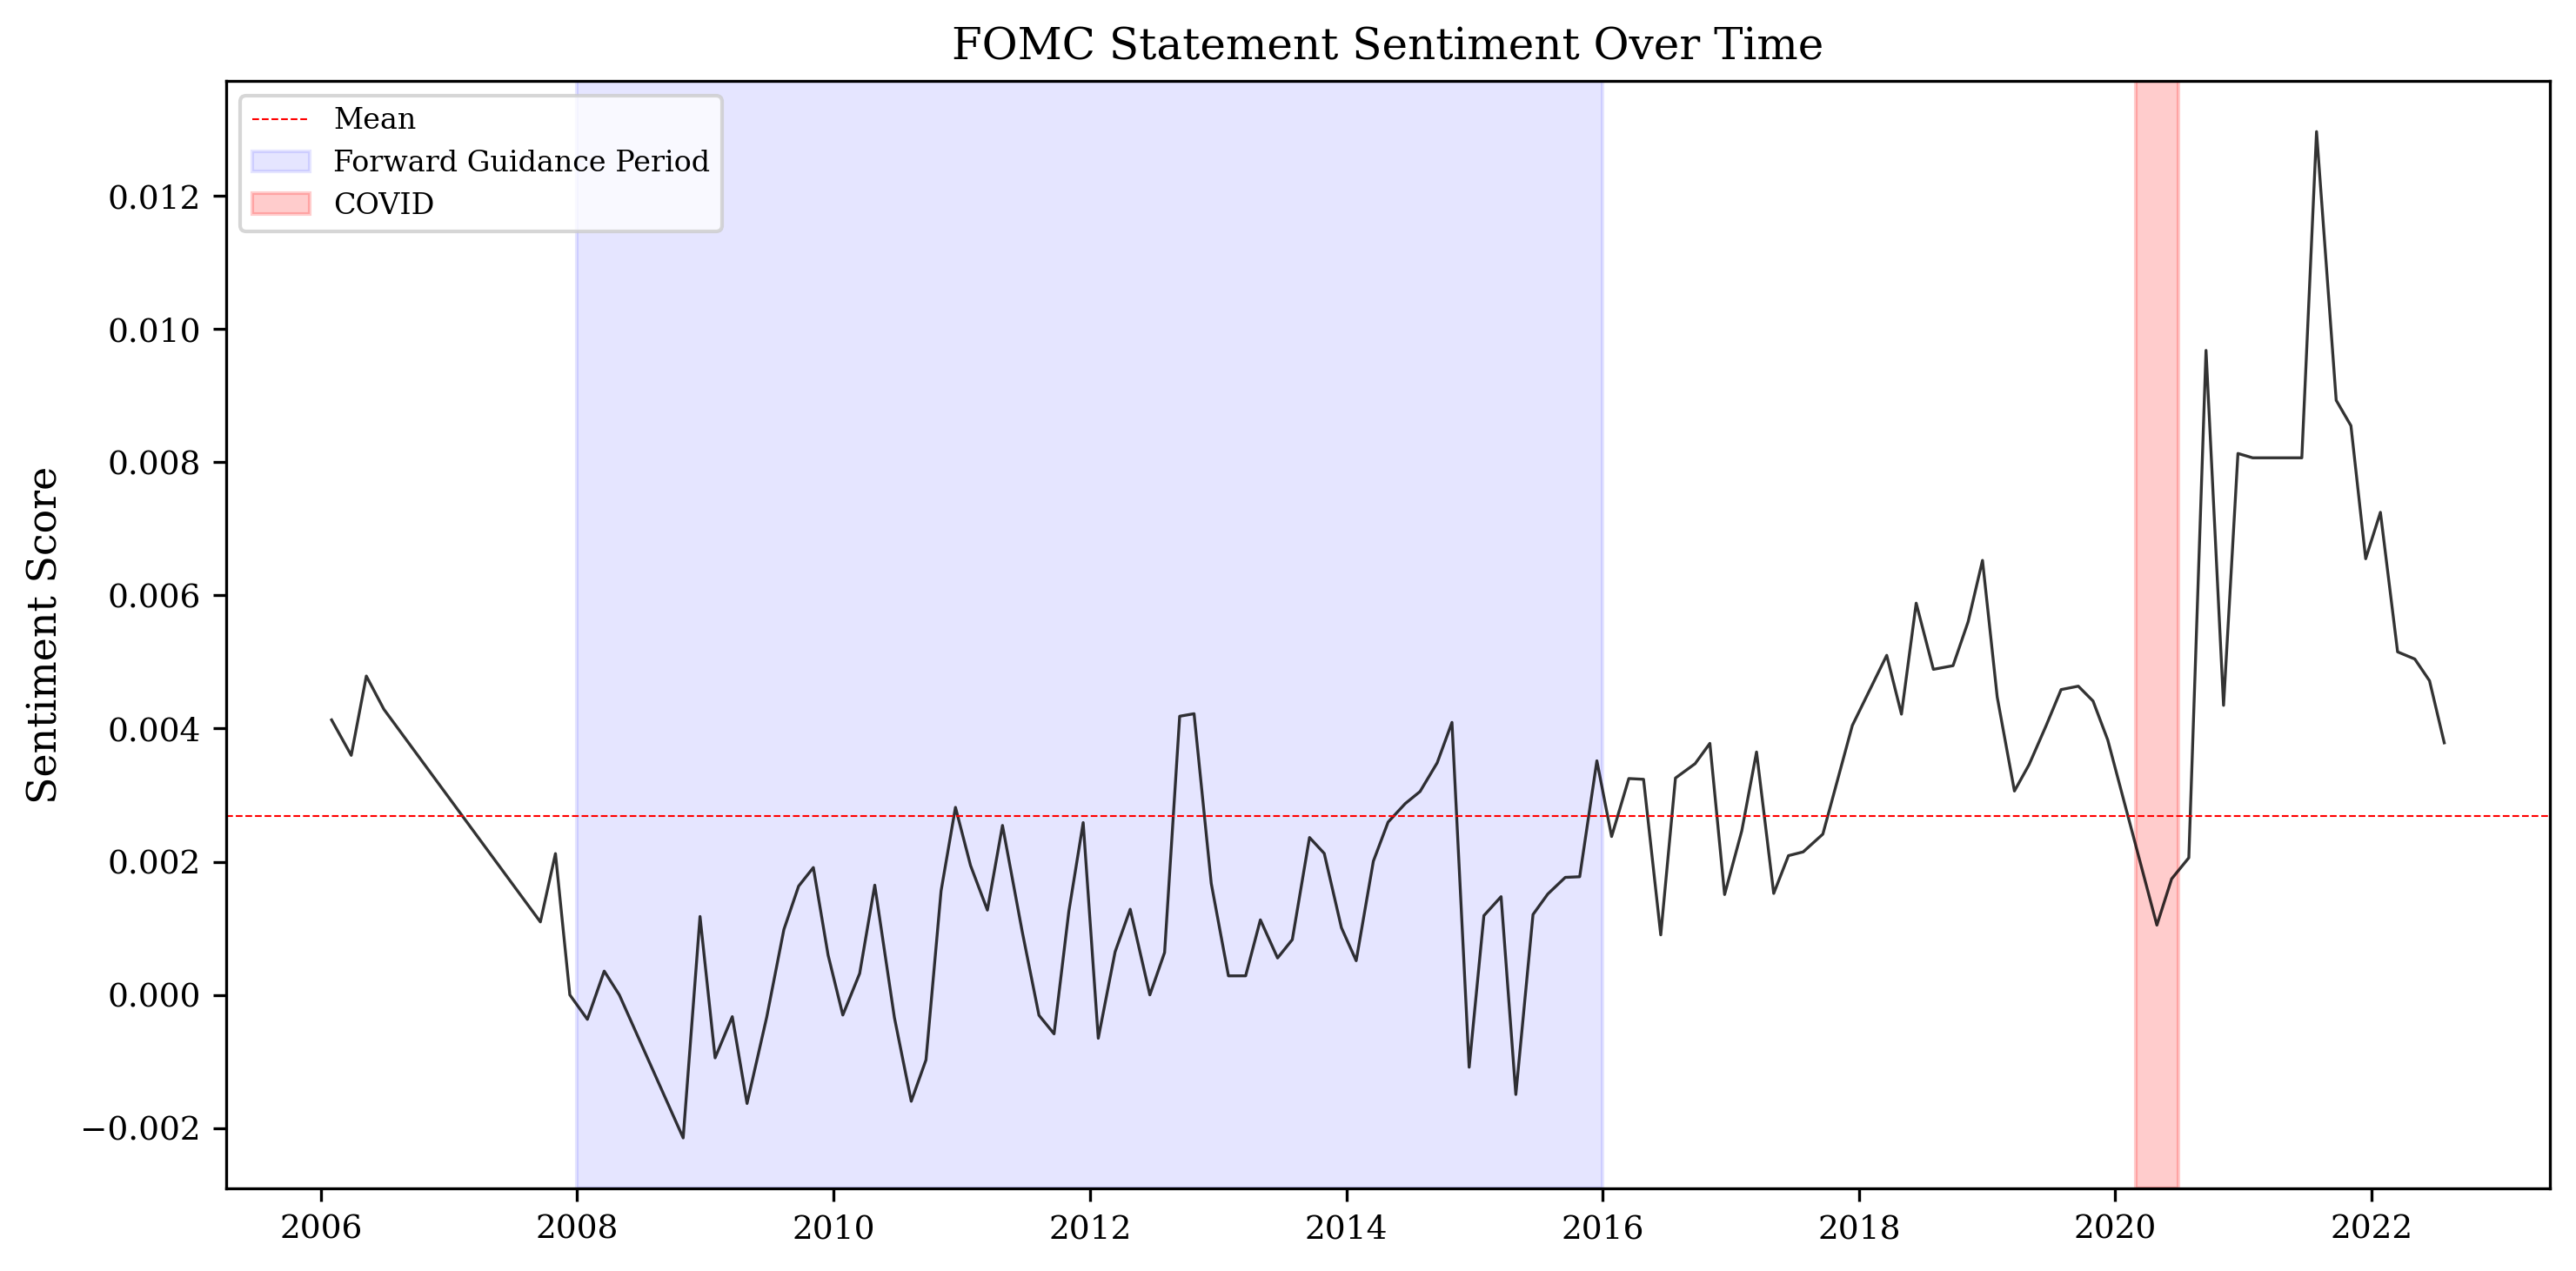 FOMC Statement Sentiment Over Time
Mean
Forward Guidance Period
COVID
Sentiment Score
0.012
0.010
0.008
0.006
0.004
0.002
0.000
−0.002
2006 2008 2010 2012 2014 2016 2018 2020 2022